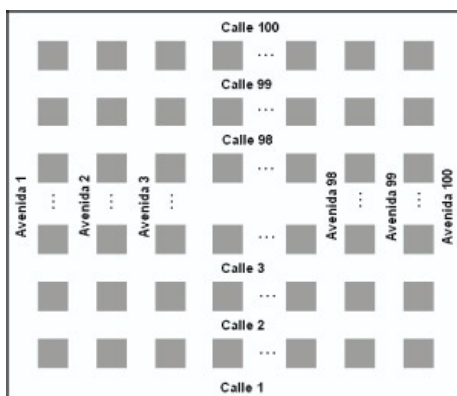 Calle 100
Calle 99
Calle 98
Avenida 1
Avenida 2
Avenida 3
Avenida 98
Avenida 99
Avenida 100
Calle 3
Calle 2
Calle 1